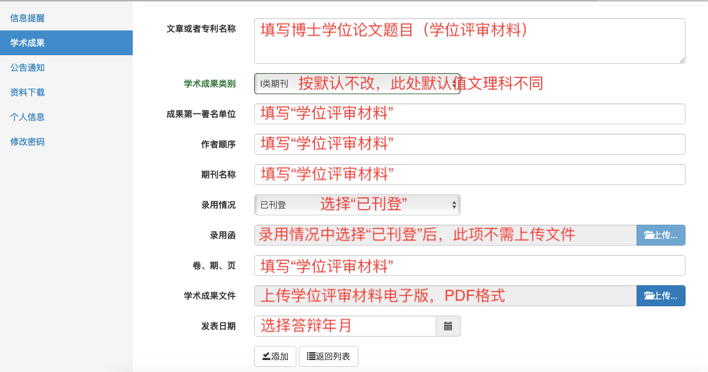 信息提醒
学术成果
公告通知
资料下载
个人信息
修改密码
文章或者专利名称 填写博士学位论文题目（学位评审材料）
学术成果类别 I类期刊 按默认不改，此处默认值文理科不同
成果第一署名单位 填写“学位评审材料”
作者顺序 填写“学位评审材料”
期刊名称 填写“学位评审材料”
录用情况 已刊登 选择“已刊登”
录用函 录用情况中选择“已刊登”后，此项不需上传文件 上传...
卷、期、页 填写“学位评审材料”
学术成果文件 上传学位评审材料电子版，PDF格式 上传...
发表日期 选择答辩年月
添加 返回列表